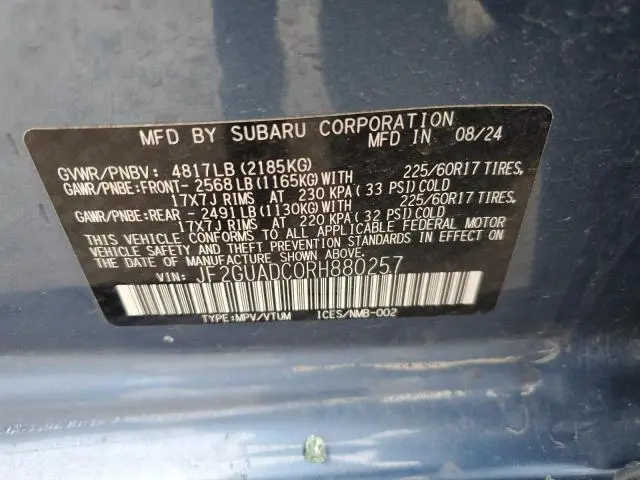 MFD BY SUBARU CORPORATION MFD IN 08/24
GVWR/PNBV: 4817LB (2185KG)
GAWR/PNBE:FRONT- 2568LB (1165KG) WITH 225/60R17 TIRES,
17X7J RIMS AT 230 KPA (33 PSI) COLD
GAWR/PNBE:REAR - 2491LB (1130KG) WITH 225/60R17 TIRES,
17X7J RIMS AT 220 KPA (32 PSI) COLD
THIS VEHICLE CONFORMS TO ALL APPLICABLE FEDERAL MOTOR
VEHICLE SAFETY AND THEFT PREVENTION STANDARDS IN EFFECT ON
THE DATE OF MANUFACTURE SHOWN ABOVE.
VIN: JF2GUADC0RH880257
TYPE:MPV/VTUM ICES/NMB-002